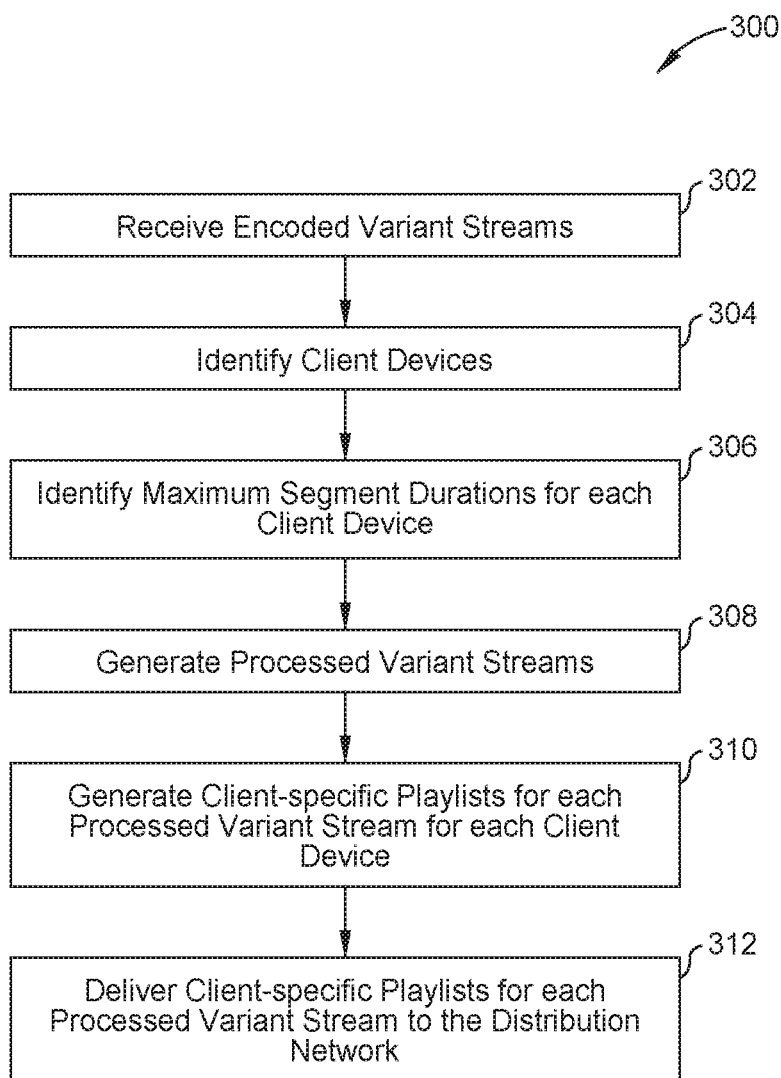 300
302
Receive Encoded Variant Streams
304
Identify Client Devices
306
Identify Maximum Segment Durations for each
Client Device
308
Generate Processed Variant Streams
310
Generate Client-specific Playlists for each
Processed Variant Stream for each Client
Device
312
Deliver Client-specific Playlists for each
Processed Variant Stream to the Distribution
Network